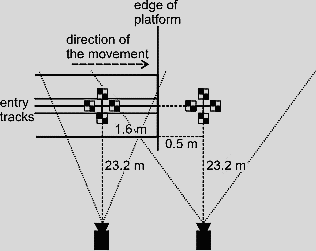 edge of
platform
direction of
the movement
entry
tracks
1.6 m
0.5 m
23.2 m
23.2 m